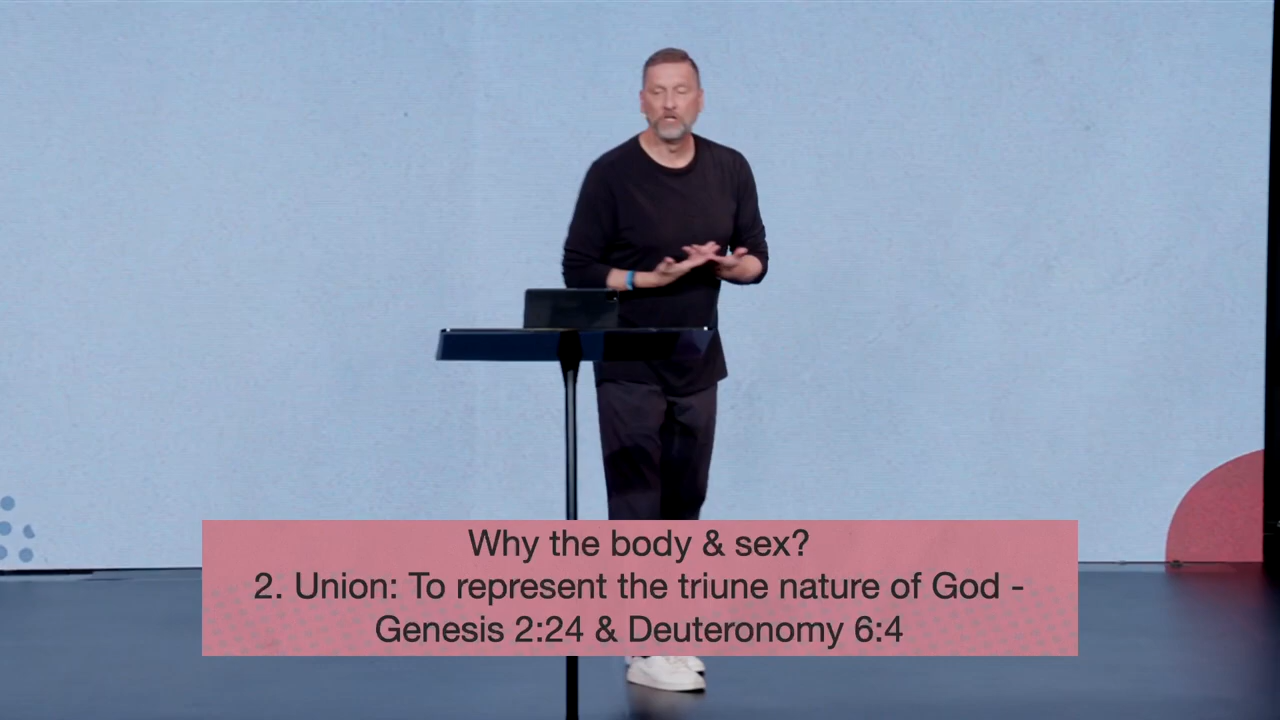 Why the body & sex?
2. Union: To represent the triune nature of God -
Genesis 2:24 & Deuteronomy 6:4